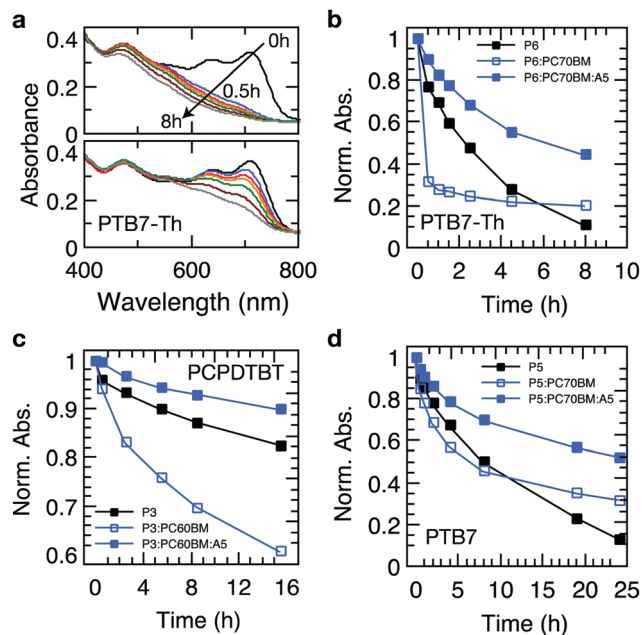 a
0.4
0.2
0
0h
0.5h
8h
0.4
0.2
0
PTB7-Th
400 600 800
Absorbance
Wavelength (nm)
b
1
0.8
0.6
0.4
0.2
0
P6
P6:PC70BM
P6:PC70BM:A5
PTB7-Th
0 2 4 6 8 10
Norm. Abs.
Time (h)
c
1
0.9
0.8
0.7
0.6
PCPDTBT
P3
P3:PC60BM
P3:PC60BM:A5
0 4 8 12 16
Norm. Abs.
Time (h)
d
1
0.8
0.6
0.4
0.2
0
P5
P5:PC70BM
P5:PC70BM:A5
PTB7
0 5 10 15 20 25
Norm. Abs.
Time (h)